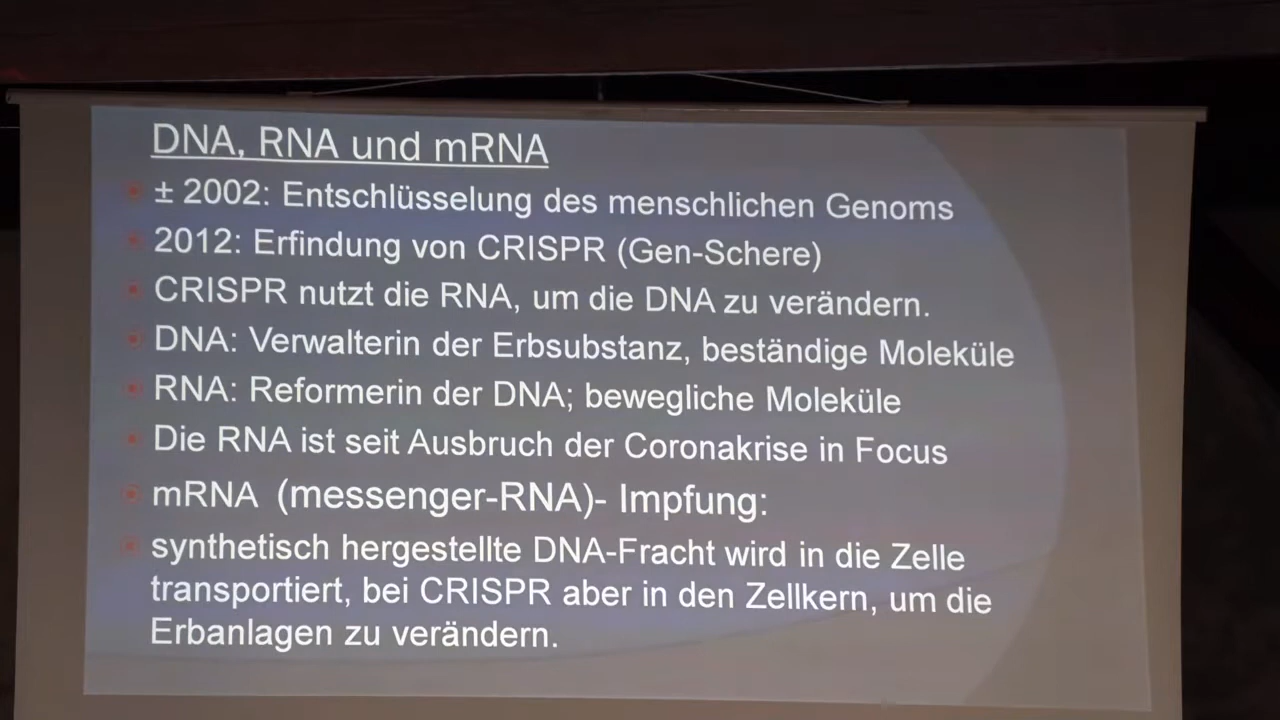 DNA, RNA und mRNA
± 2002: Entschlüsselung des menschlichen Genoms
2012: Erfindung von CRISPR (Gen-Schere)
CRISPR nutzt die RNA, um die DNA zu verändern.
DNA: Verwalterin der Erbsubstanz, beständige Moleküle
RNA: Reformerin der DNA; bewegliche Moleküle
Die RNA ist seit Ausbruch der Coronakrise in Focus
mRNA (messenger-RNA)- Impfung:
synthetisch hergestellte DNA-Fracht wird in die Zelle
transportiert, bei CRISPR aber in den Zellkern, um die
Erbanlagen zu verändern.